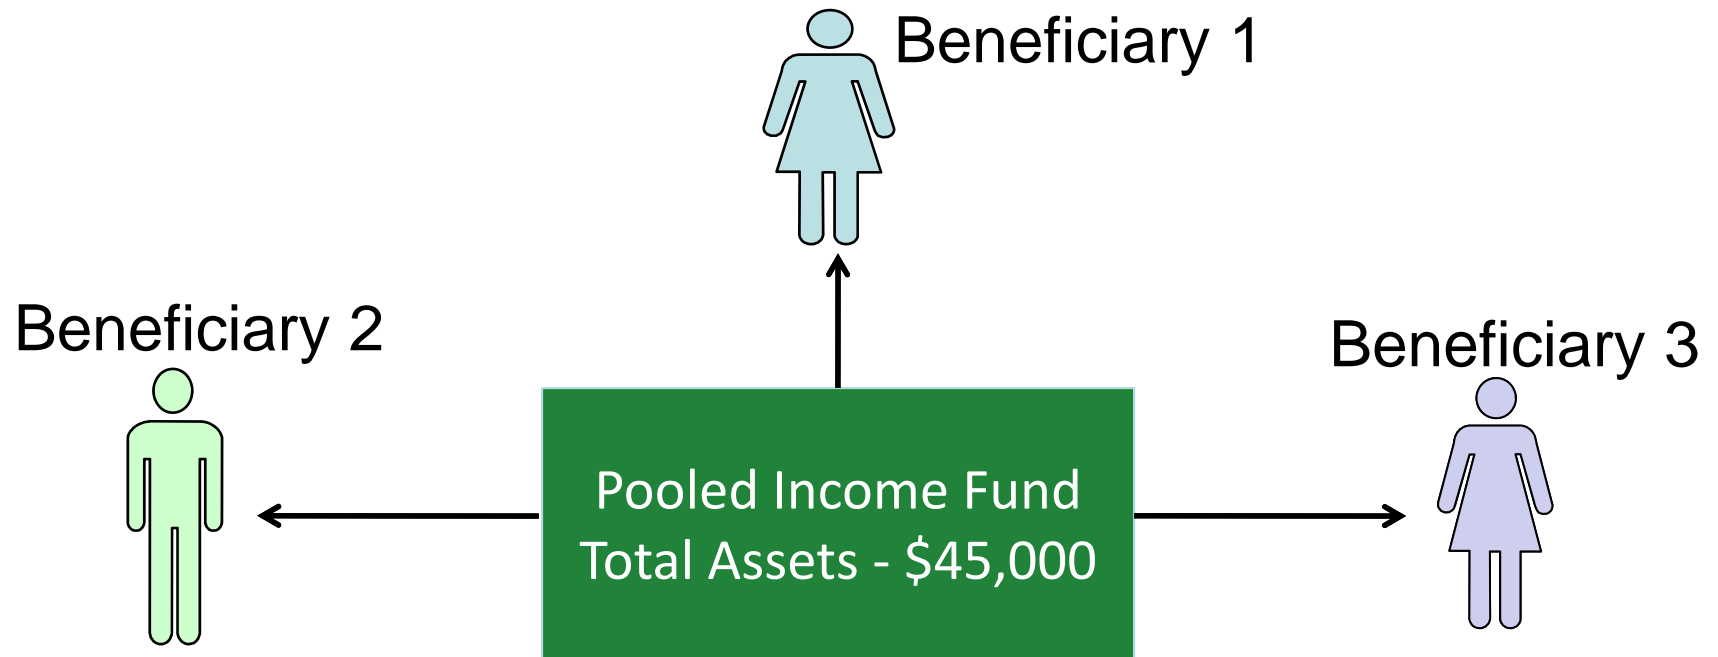 Beneficiary 1
Beneficiary 2
Beneficiary 3
Pooled Income Fund
Total Assets - $45,000